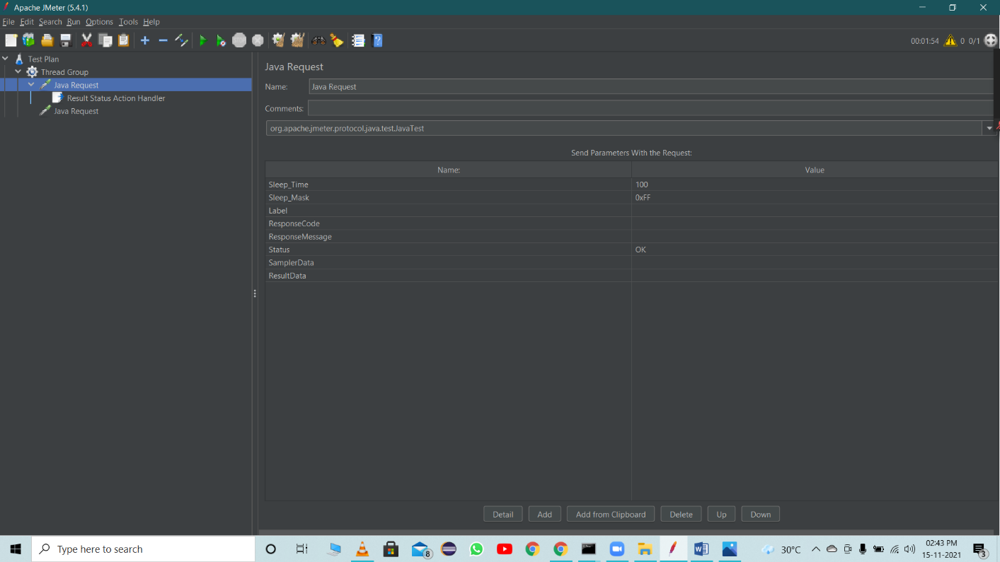 Apache JMeter (5.4.1)
File Edit Search Run Options Tools Help
00:01:54 0 0/1
Test Plan
Thread Group
Java Request
Result Status Action Handler
Java Request
Java Request
Name: Java Request
Comments:
org.apache.jmeter.protocol.java.test.JavaTest
Send Parameters With the Request:
Name: Value
Sleep_Time 100
Sleep_Mask 0xFF
Label
ResponseCode
ResponseMessage
Status OK
SamplerData
ResultData
Detail Add Add from Clipboard Delete Up Down
Type here to search
8
30°C
02:43 PM
15-11-2021
3